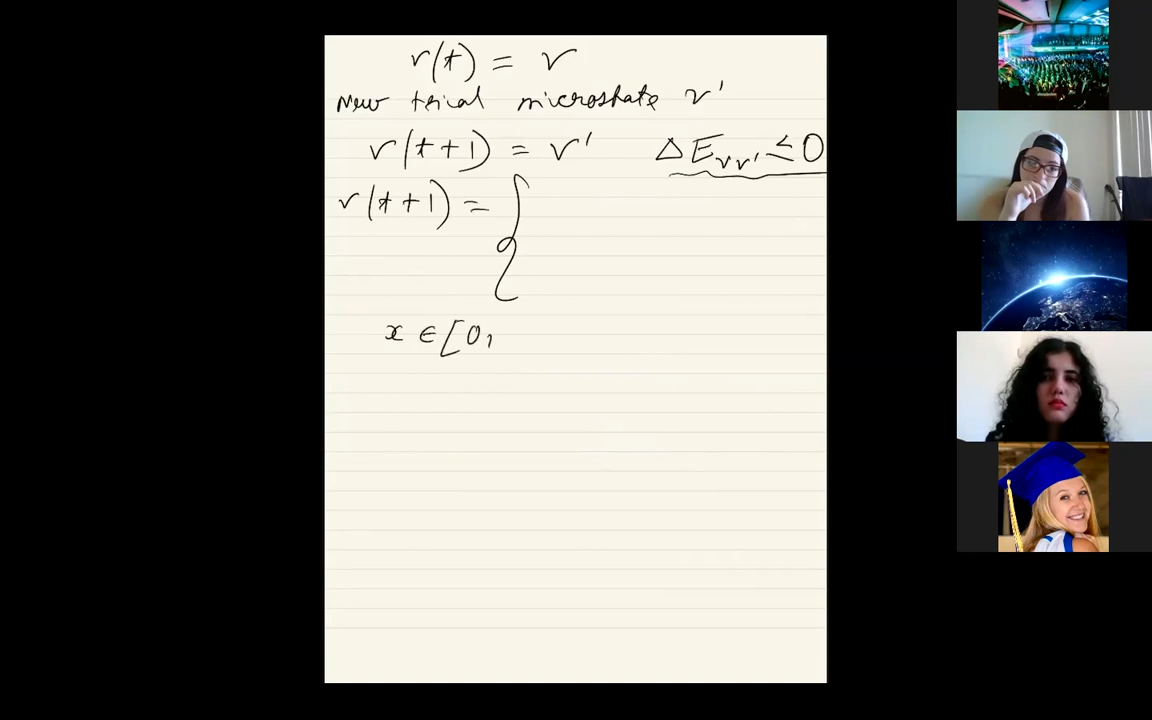 r(t) = r
New trial microstate r'
r(t+1) = r' ΔE_{rr'} ≤ 0
r(t+1) = {
x ∈ [0,